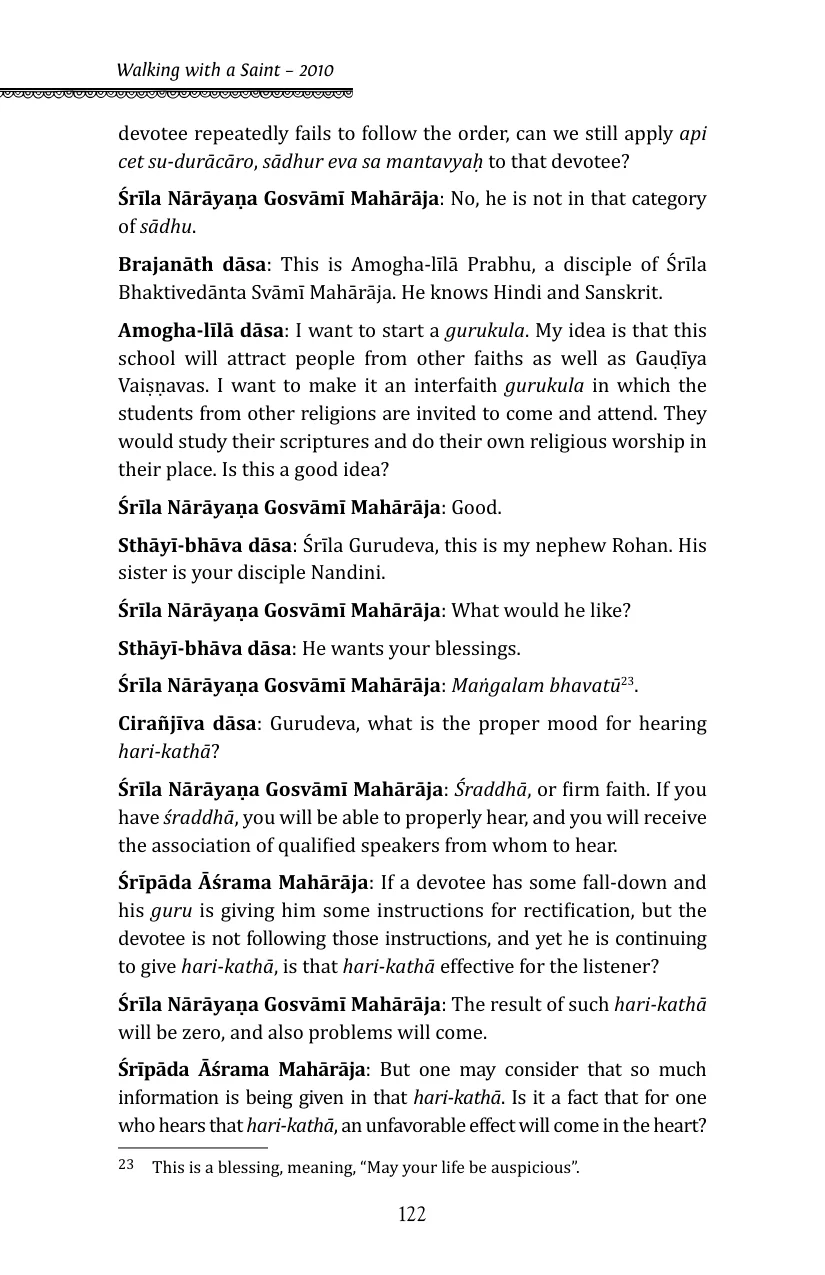 Walking with a Saint – 2010
devotee repeatedly fails to follow the order, can we still apply api
cet su-durācāro, sādhur eva sa mantavyaḥ to that devotee?
Śrīla Nārāyaṇa Gosvāmī Mahārāja: No, he is not in that category
of sādhu.
Brajanāth dāsa: This is Amogha-līlā Prabhu, a disciple of Śrīla
Bhaktivedānta Svāmī Mahārāja. He knows Hindi and Sanskrit.
Amogha-līlā dāsa: I want to start a gurukula. My idea is that this
school will attract people from other faiths as well as Gauḍīya
Vaiṣṇavas. I want to make it an interfaith gurukula in which the
students from other religions are invited to come and attend. They
would study their scriptures and do their own religious worship in
their place. Is this a good idea?
Śrīla Nārāyaṇa Gosvāmī Mahārāja: Good.
Sthāyī-bhāva dāsa: Śrīla Gurudeva, this is my nephew Rohan. His
sister is your disciple Nandini.
Śrīla Nārāyaṇa Gosvāmī Mahārāja: What would he like?
Sthāyī-bhāva dāsa: He wants your blessings.
Śrīla Nārāyaṇa Gosvāmī Mahārāja: Maṅgalam bhavatū23.
Cirañjīva dāsa: Gurudeva, what is the proper mood for hearing
hari-kathā?
Śrīla Nārāyaṇa Gosvāmī Mahārāja: Śraddhā, or firm faith. If you
have śraddhā, you will be able to properly hear, and you will receive
the association of qualified speakers from whom to hear.
Śrīpāda Āśrama Mahārāja: If a devotee has some fall-down and
his guru is giving him some instructions for rectification, but the
devotee is not following those instructions, and yet he is continuing
to give hari-kathā, is that hari-kathā effective for the listener?
Śrīla Nārāyaṇa Gosvāmī Mahārāja: The result of such hari-kathā
will be zero, and also problems will come.
Śrīpāda Āśrama Mahārāja: But one may consider that so much
information is being given in that hari-kathā. Is it a fact that for one
who hears that hari-kathā, an unfavorable effect will come in the heart?
23 This is a blessing, meaning, “May your life be auspicious”.
122